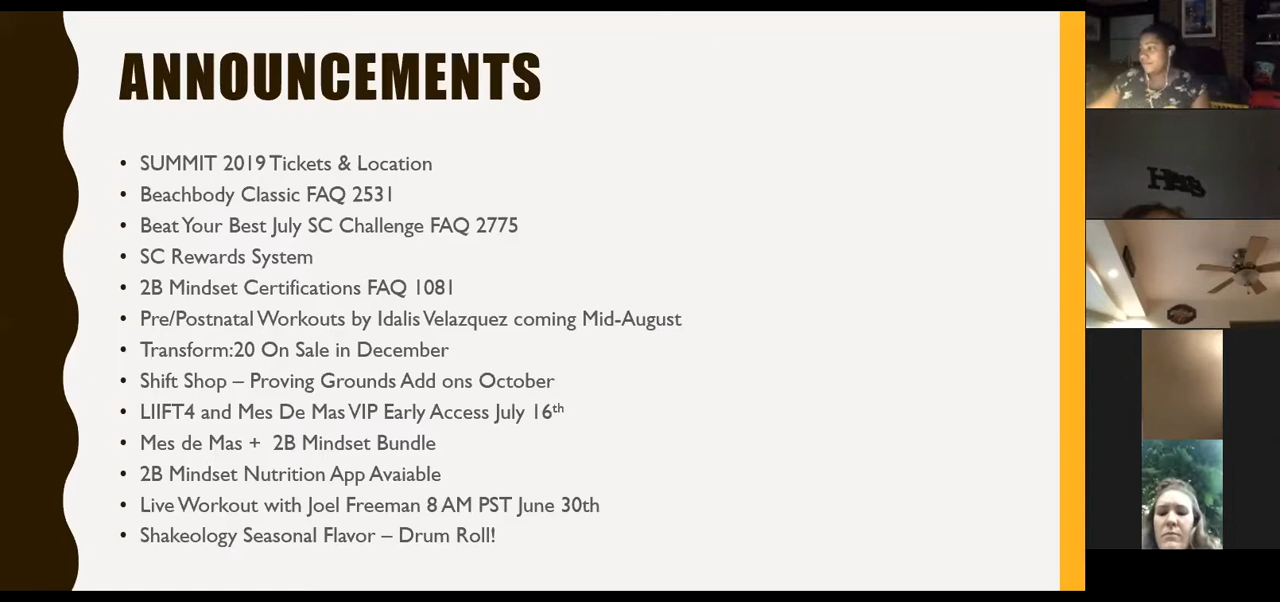 ANNOUNCEMENTS
• SUMMIT 2019 Tickets & Location
• Beachbody Classic FAQ 2531
• Beat Your Best July SC Challenge FAQ 2775
• SC Rewards System
• 2B Mindset Certifications FAQ 1081
• Pre/Postnatal Workouts by Idalis Velazquez coming Mid-August
• Transform:20 On Sale in December
• Shift Shop – Proving Grounds Add ons October
• LIIFT4 and Mes De Mas VIP Early Access July 16th
• Mes de Mas + 2B Mindset Bundle
• 2B Mindset Nutrition App Avaiable
• Live Workout with Joel Freeman 8 AM PST June 30th
• Shakeology Seasonal Flavor – Drum Roll!